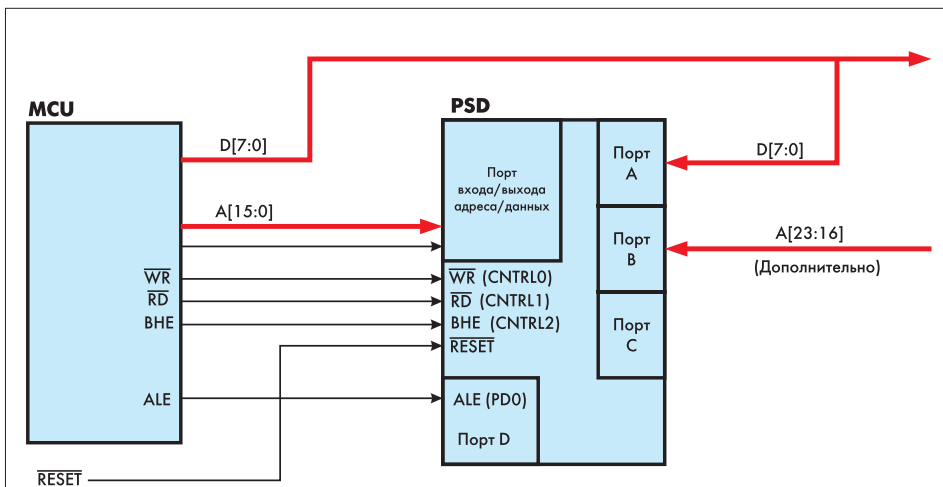 MCU
PSD
D[7:0]
D[7:0]
Порт
A
Порт
входа/выхода
адреса/данных
A[15:0]
A[23:16]
(Дополнительно)
Порт
B
WR
WR (CNTRL0)
RD
RD (CNTRL1)
BHE
BHE (CNTRL2)
RESET
Порт
C
ALE
ALE (PD0)
Порт D
RESET